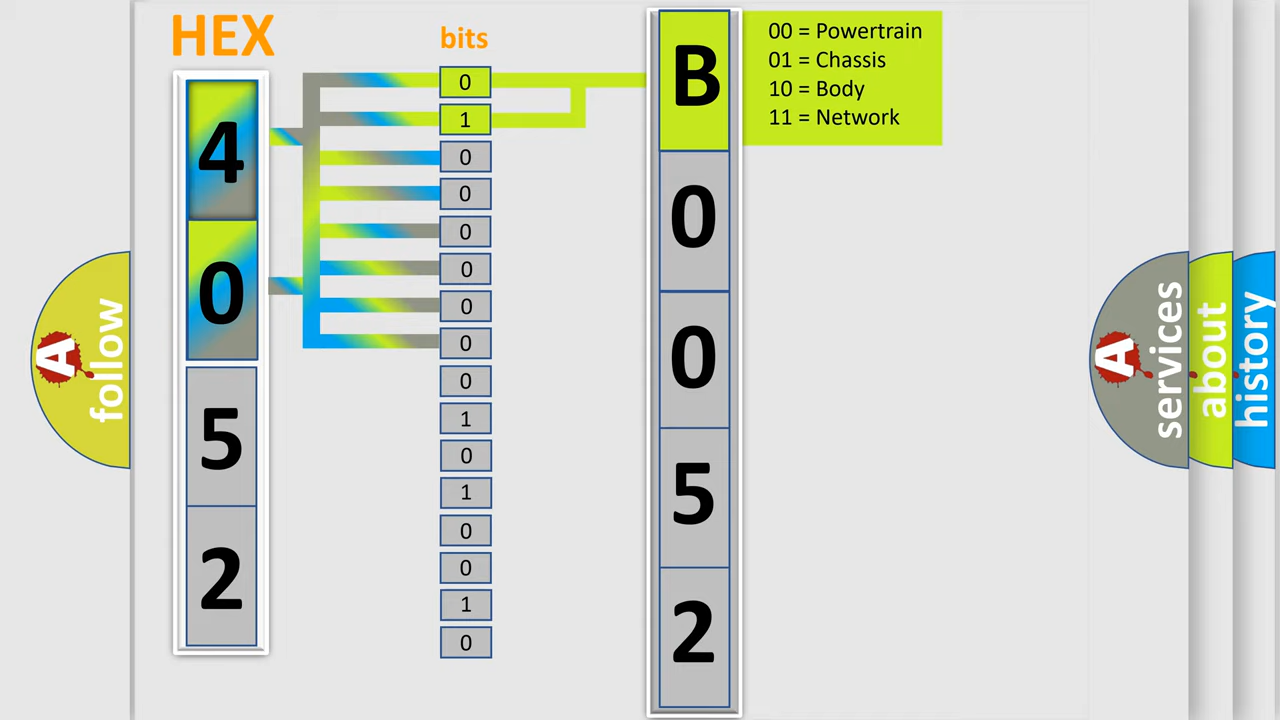 HEX
bits
4
0
5
2
0
1
0
0
0
0
0
0
0
1
0
1
0
0
1
0
B
0
0
5
2
00 = Powertrain
01 = Chassis
10 = Body
11 = Network
A
follow
A
services
about
history